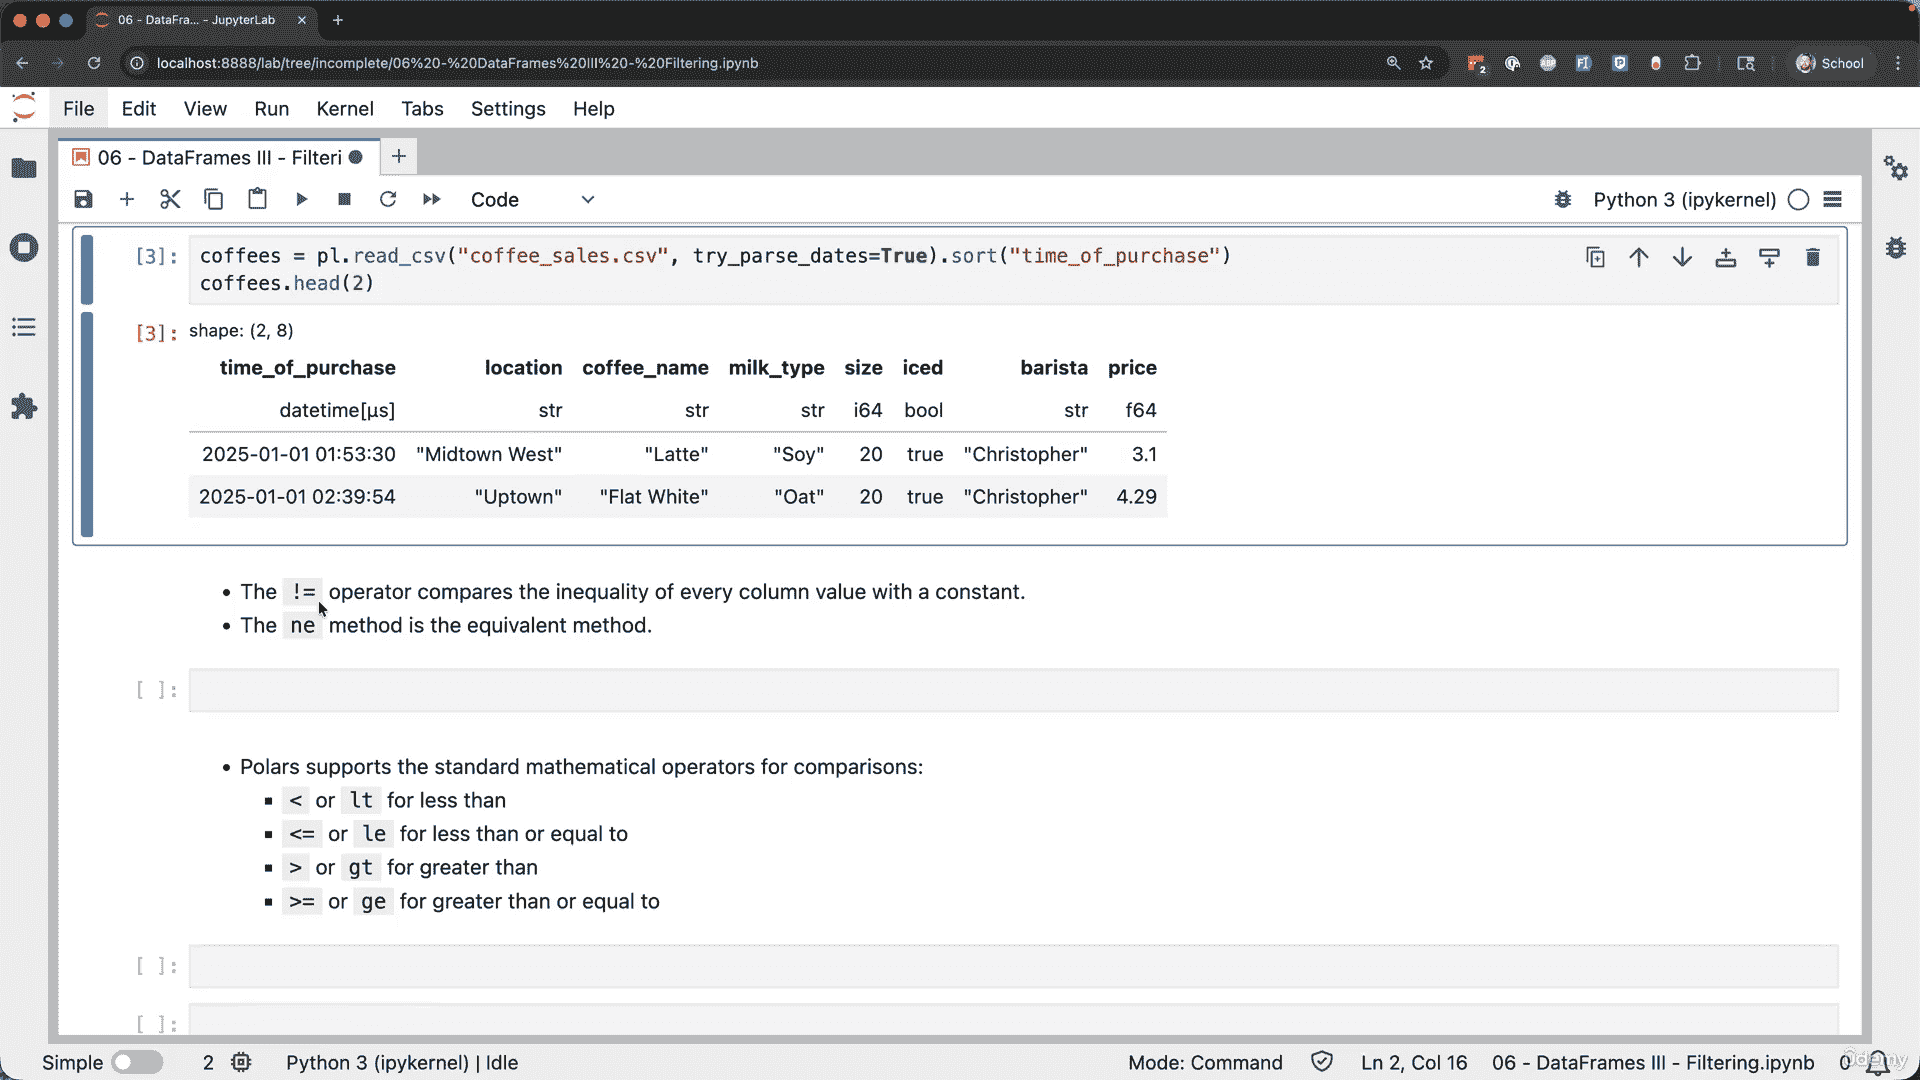 06 - DataFra... - JupyterLab
localhost:8888/lab/tree/incomplete/06%20-%20DataFrames%20III%20-%20Filtering.ipynb
2
School
File Edit View Run Kernel Tabs Settings Help
06 - DataFrames III - Filteri
Code
Python 3 (ipykernel)
[3]: coffees = pl.read_csv("coffee_sales.csv", try_parse_dates=True).sort("time_of_purchase")
coffees.head(2)
[3]: shape: (2, 8)
time_of_purchase location coffee_name milk_type size iced barista price
datetime[μs] str str str i64 bool str f64
2025-01-01 01:53:30 "Midtown West" "Latte" "Soy" 20 true "Christopher" 3.1
2025-01-01 02:39:54 "Uptown" "Flat White" "Oat" 20 true "Christopher" 4.29
• The != operator compares the inequality of every column value with a constant.
• The ne method is the equivalent method.
[ ]:
• Polars supports the standard mathematical operators for comparisons:
▪ < or lt for less than
▪ <= or le for less than or equal to
▪ > or gt for greater than
▪ >= or ge for greater than or equal to
[ ]:
[ ]:
Simple 2 Python 3 (ipykernel) | Idle Mode: Command Ln 2, Col 16 06 - DataFrames III - Filtering.ipynb 0
udemy